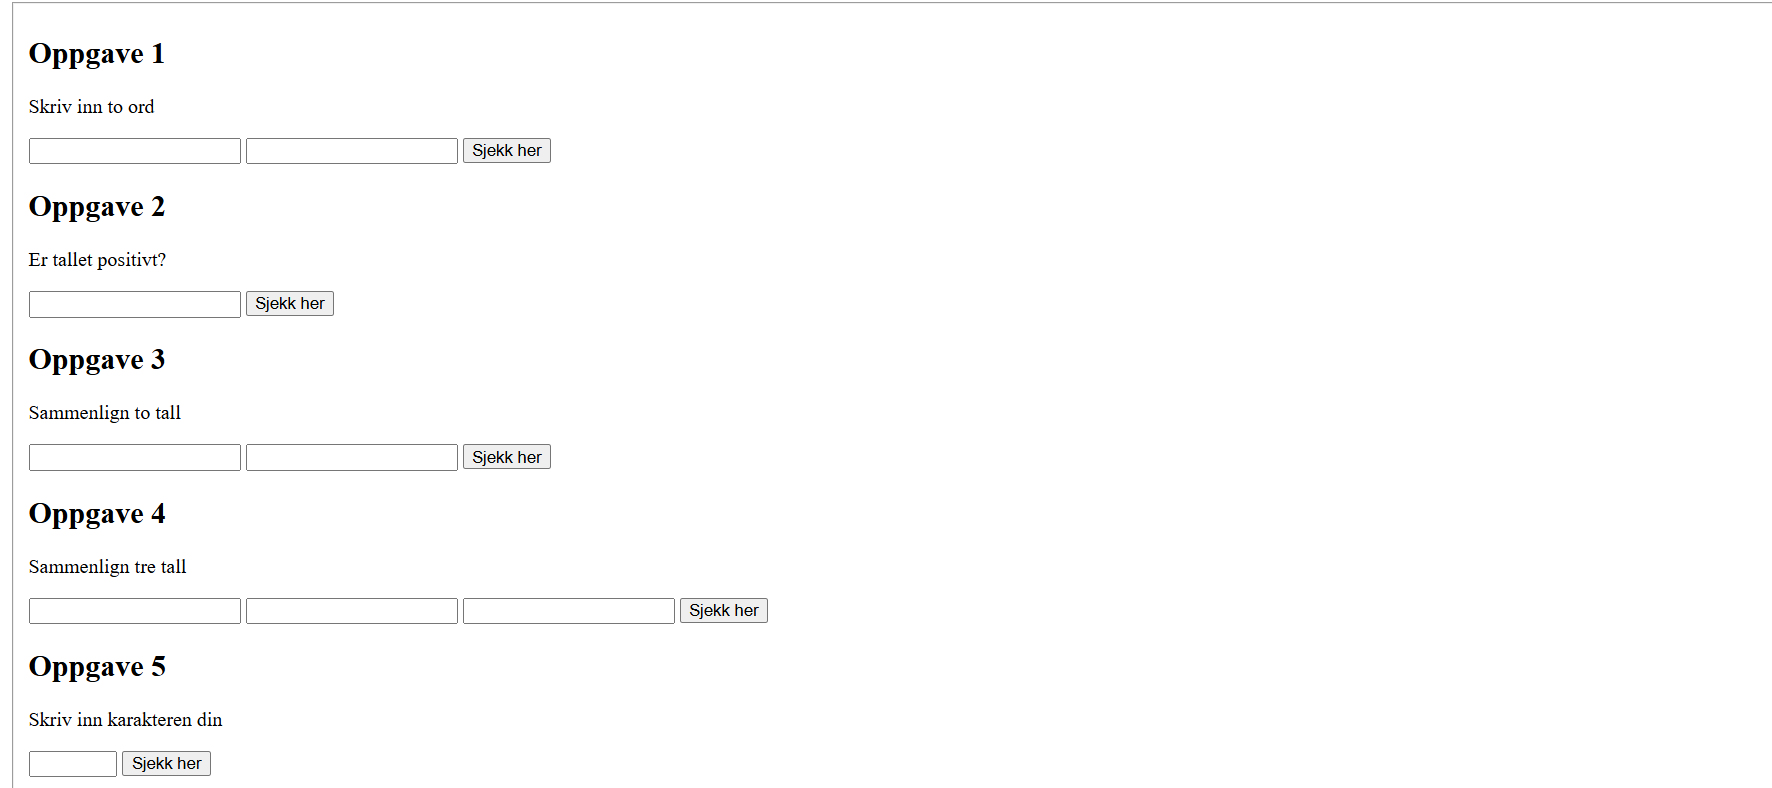 Oppgave 1
Skriv inn to ord
Sjekk her
Oppgave 2
Er tallet positivt?
Sjekk her
Oppgave 3
Sammenlign to tall
Sjekk her
Oppgave 4
Sammenlign tre tall
Sjekk her
Oppgave 5
Skriv inn karakteren din
Sjekk her